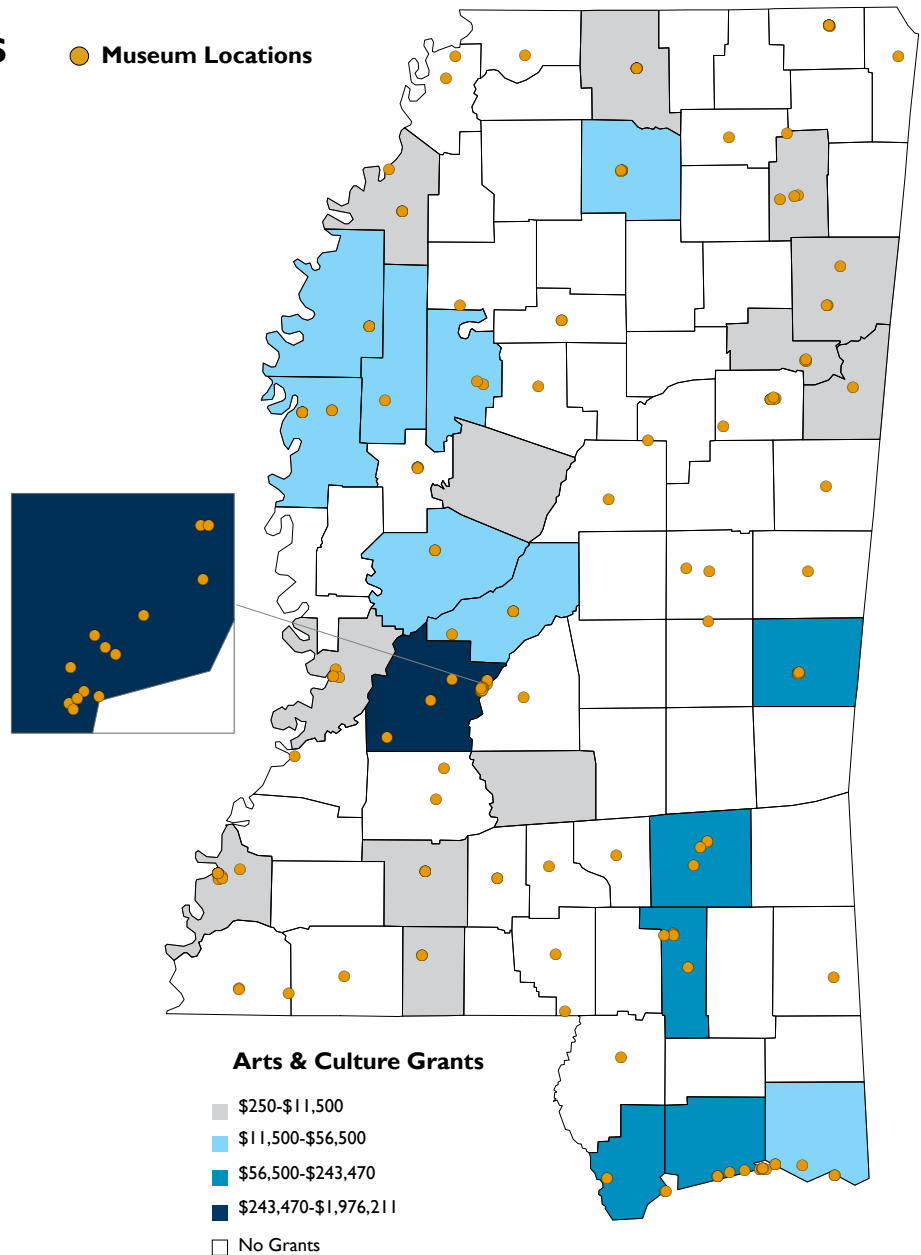 s
Museum Locations
Arts & Culture Grants
$250-$11,500
$11,500-$56,500
$56,500-$243,470
$243,470-$1,976,211
No Grants